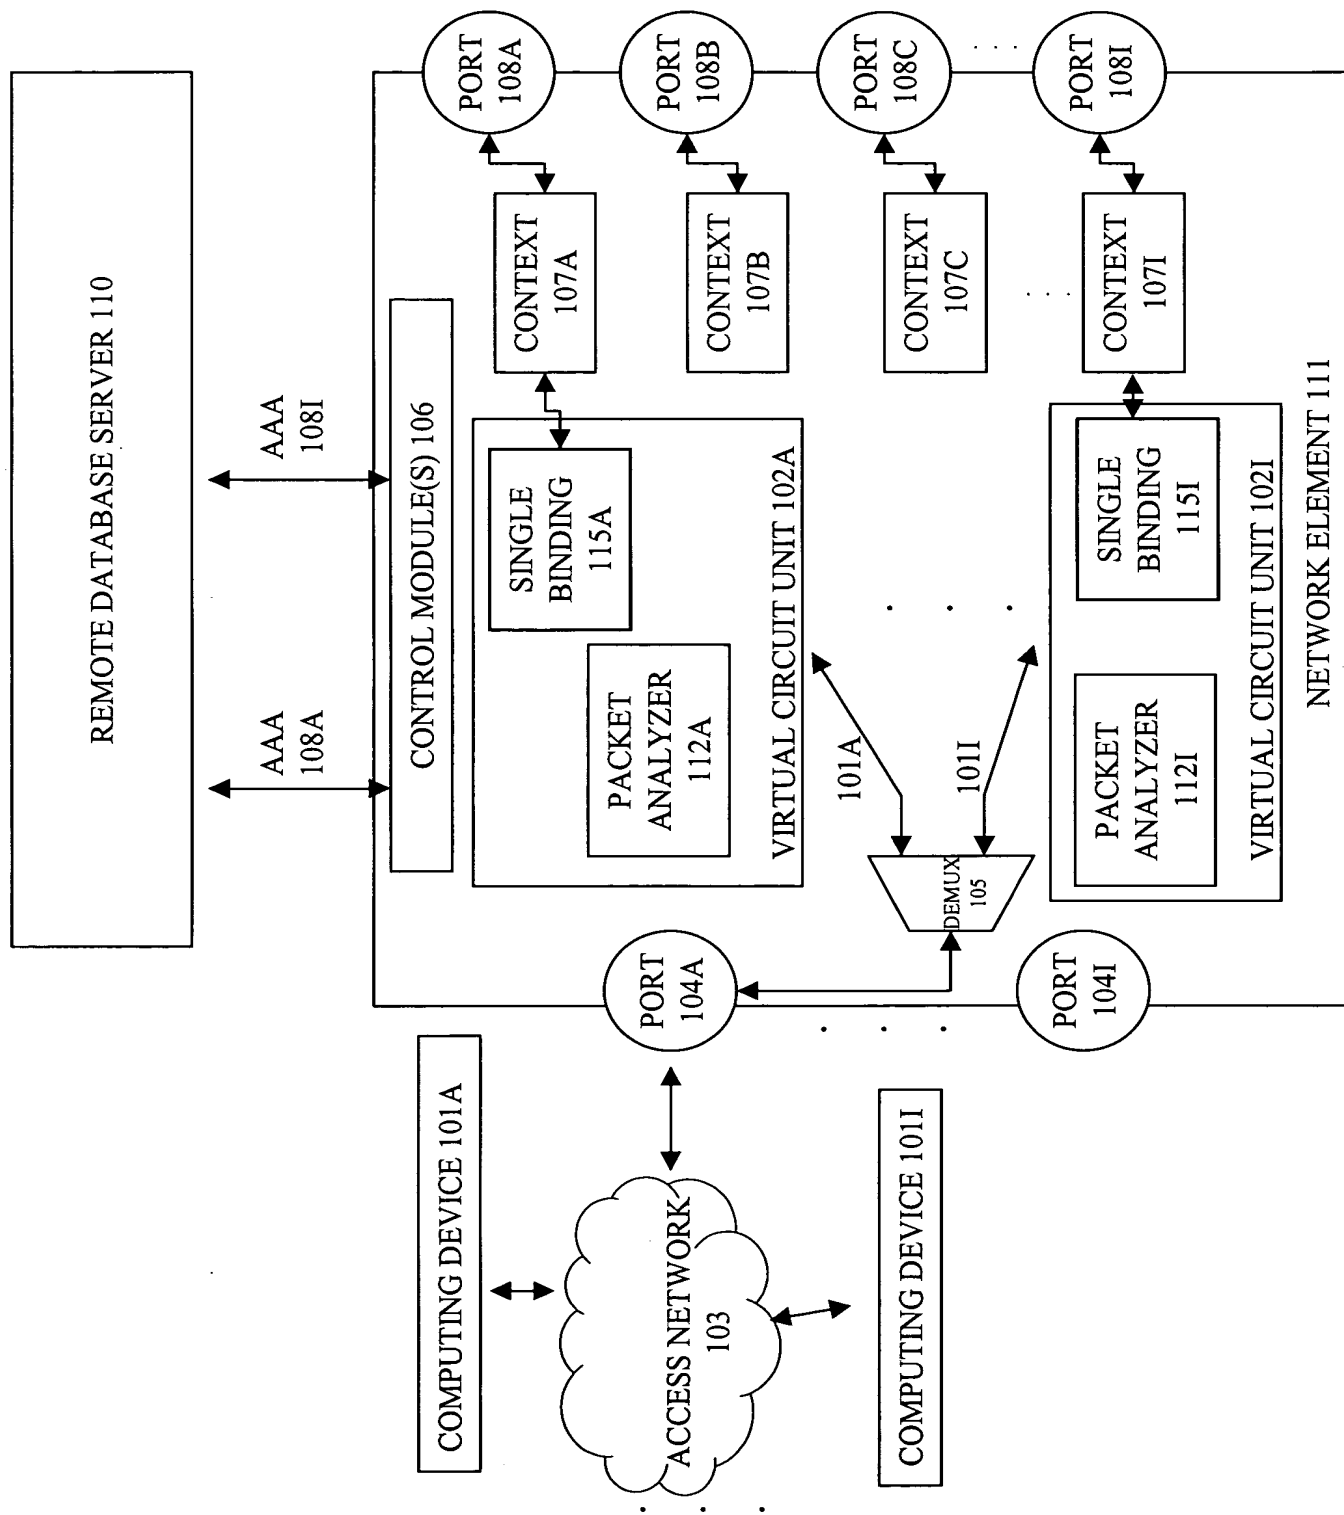 REMOTE DATABASE SERVER 110
AAA
108A
AAA
108I
CONTROL MODULE(S) 106
COMPUTING DEVICE 101A
ACCESS NETWORK
103
COMPUTING DEVICE 101I
PORT
104A
PORT
104I
DEMUX
105
101A
101I
PACKET
ANALYZER
112A
SINGLE
BINDING
115A
VIRTUAL CIRCUIT UNIT 102A
PACKET
ANALYZER
112I
SINGLE
BINDING
115I
VIRTUAL CIRCUIT UNIT 102I
CONTEXT
107A
CONTEXT
107B
CONTEXT
107C
CONTEXT
107I
PORT
108A
PORT
108B
PORT
108C
PORT
108I
NETWORK ELEMENT 111